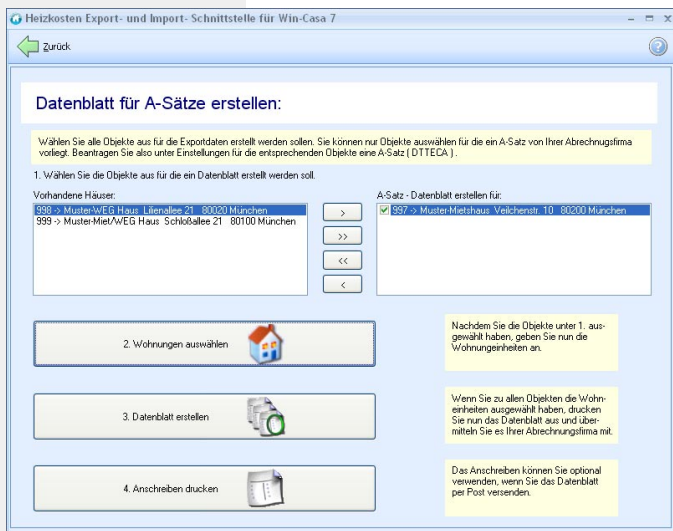 Heizkosten Export- und Import- Schnittstelle für Win-Casa 7
Zurück
Datenblatt für A-Sätze erstellen:
Wählen Sie alle Objekte aus für die Exportdaten erstellt werden sollen. Sie können nur Objekte auswählen für die ein A-Satz von Ihrer Abrechnugsfirma
vorliegt. Beantragen Sie also unter Einstellungen für die entsprechenden Objekte eine A-Satz ( DTTECA ) .
1. Wählen Sie die Objekte aus für die ein Datenblatt erstellt werden soll.
Vorhandene Häuser:
998 -> Muster-WEG Haus Lilienallee 21 80020 München
999 -> Muster-Miet/WEG Haus Schloßallee 21 80100 München
>
>>
<<
<
A-Satz - Datenblatt erstellen für:
997 -> Muster-Mietshaus Veilchenstr. 10 80200 München
2. Wohnungen auswählen
Nachdem Sie die Objekte unter 1. aus-
gewählt haben, geben Sie nun die
Wohnungeinheiten an.
3. Datenblatt erstellen
Wenn Sie zu allen Objekten die Wohn-
einheiten ausgewählt haben, drucken
Sie nun das Datenblatt aus und über-
mitteln Sie es Ihrer Abrechnungsfirma mit.
4. Anschreiben drucken
Das Anschreiben können Sie optional
verwenden, wenn Sie das Datenblatt
per Post versenden.